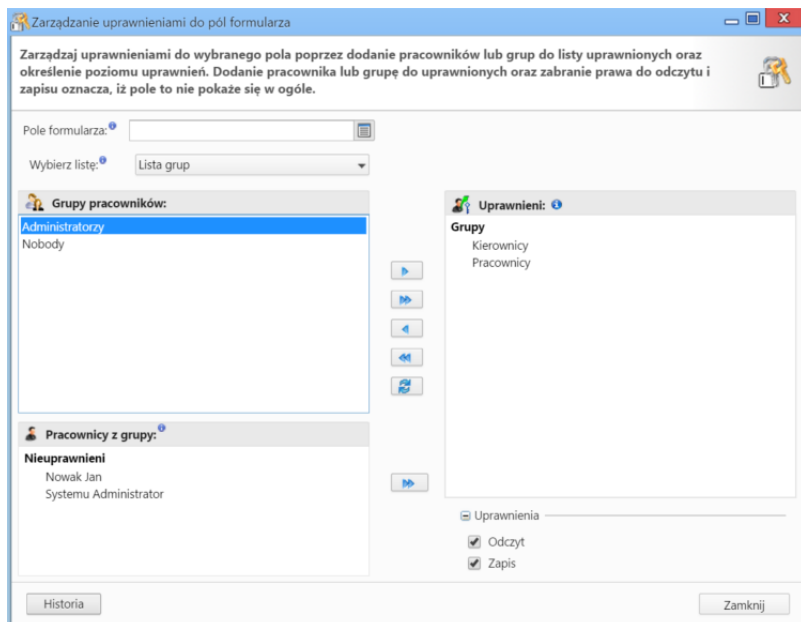 Zarządzanie uprawnieniami do pól formularza
Zarządzaj uprawnieniami do wybranego pola poprzez dodanie pracowników lub grup do listy uprawnionych oraz
określenie poziomu uprawnień. Dodanie pracownika lub grupę do uprawnionych oraz zabranie prawa do odczytu i
zapisu oznacza, iż pole to nie pokaże się w ogóle.
Pole formularza:
Wybierz listę: Lista grup
Grupy pracowników:
Administratorzy
Nobody
Pracownicy z grupy:
Nieuprawnieni
Nowak Jan
Systemu Administrator
Uprawnieni:
Grupy
Kierownicy
Pracownicy
Uprawnienia
Odczyt
Zapis
Historia
Zamknij